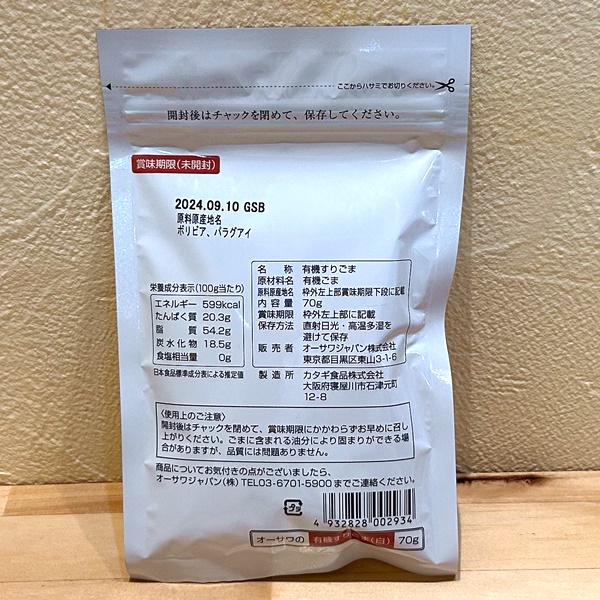 ここからハサミでお切りください。
開封後はチャックを閉めて、保存してください。
賞味期限(未開封)
2024.09.10 GSB
原料原産地名
ボリビア、パラグアイ
栄養成分表示(100g当たり)
エネルギー 599kcal
たんぱく質 20.3g
脂質 54.2g
炭水化物 18.5g
食塩相当量 0g
日本食品標準成分表による推定値
名称 有機すりごま
原材料名 有機ごま
原料原産地名 枠外左上部賞味期限下段に記載
内容量 70g
賞味期限 枠外左上部に記載
保存方法 直射日光・高温多湿を
避けて保存
販売者 オーサワジャパン株式会社
東京都目黒区東山3-1-6
製造所 カタギ食品株式会社
大阪府寝屋川市石津元町
12-8
〈使用上のご注意〉
開封後はチャックを閉めて、賞味期限にかかわらずお早めに召し
上がりください。ごまに含まれる油分により固まりができる場
合がありますが、品質には問題ありません。
商品についてお気付きの点がございましたら、
オーサワジャパン(株)TEL03-6701-5900までご連絡ください。
プラ
4 932828 002934
オーサワの 有機すりごま(白) 70g